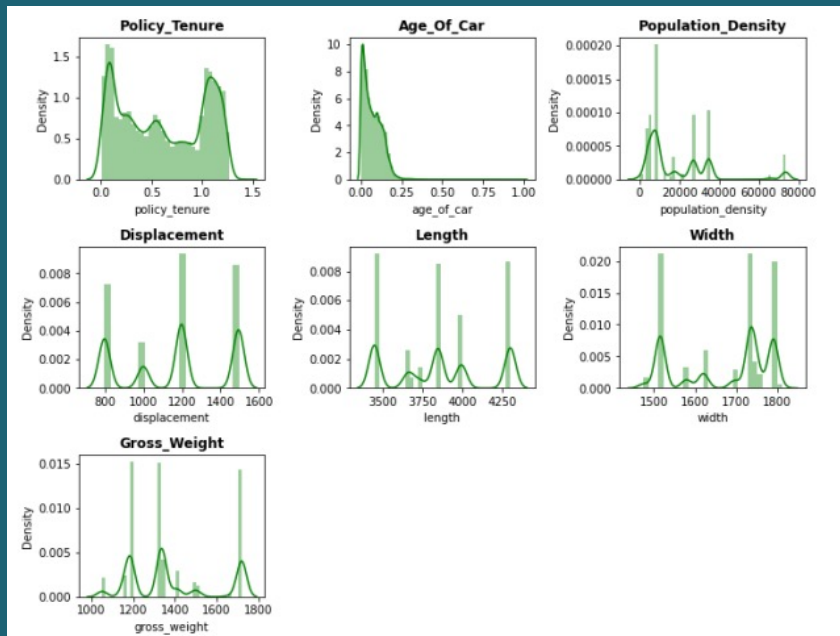 Policy_Tenure
Density
1.5
1.0
0.5
0.0
0.0 0.5 1.0 1.5
policy_tenure
Age_Of_Car
Density
10
8
6
4
2
0
0.00 0.25 0.50 0.75 1.00
age_of_car
Population_Density
Density
0.00020
0.00015
0.00010
0.00005
0.00000
0 20000 40000 60000 80000
population_density
Displacement
Density
0.008
0.006
0.004
0.002
0.000
800 1000 1200 1400 1600
displacement
Length
Density
0.008
0.006
0.004
0.002
0.000
3500 3750 4000 4250
length
Width
Density
0.020
0.015
0.010
0.005
0.000
1500 1600 1700 1800
width
Gross_Weight
Density
0.015
0.010
0.005
0.000
1000 1200 1400 1600 1800
gross_weight